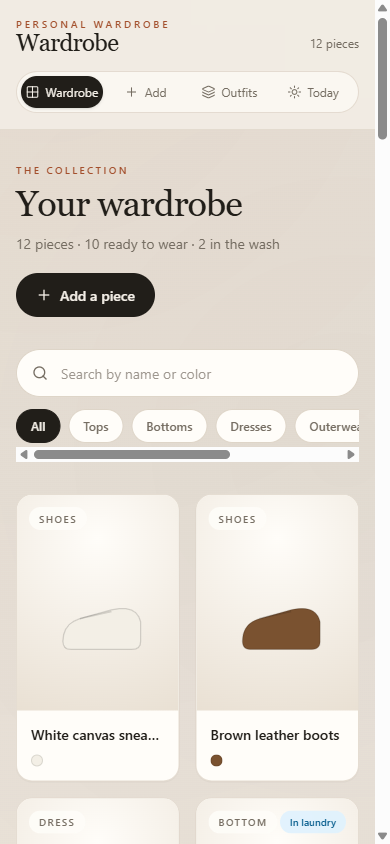 PERSONAL WARDROBE
Wardrobe
12 pieces
Wardrobe
Add
Outfits
Today
THE COLLECTION
Your wardrobe
12 pieces · 10 ready to wear · 2 in the wash
Add a piece
Search by name or color
All
Tops
Bottoms
Dresses
Outerwea
SHOES
SHOES
White canvas snea...
Brown leather boots
DRESS
BOTTOM
In laundry